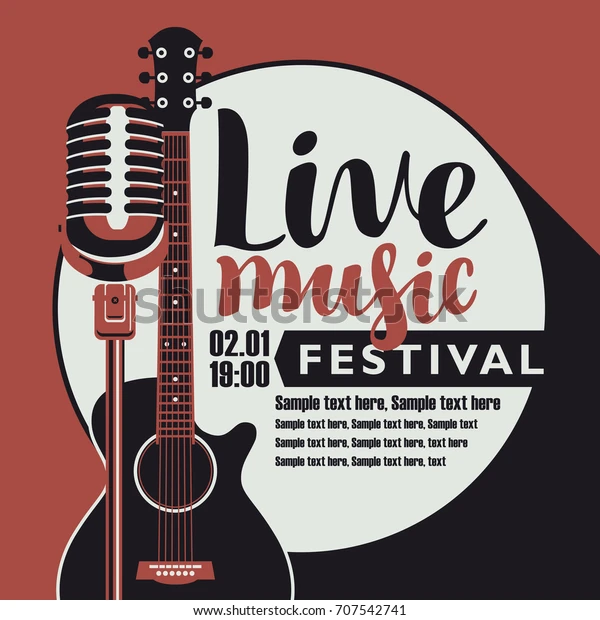 Live
music
02.01
19:00
FESTIVAL
Sample text here, Sample text here
Sample text here, Sample text here, Sample text
Sample text here, Sample text here, text here
Sample text here, Sample text here, text
shutterstock
shutterstock.com · 707542741